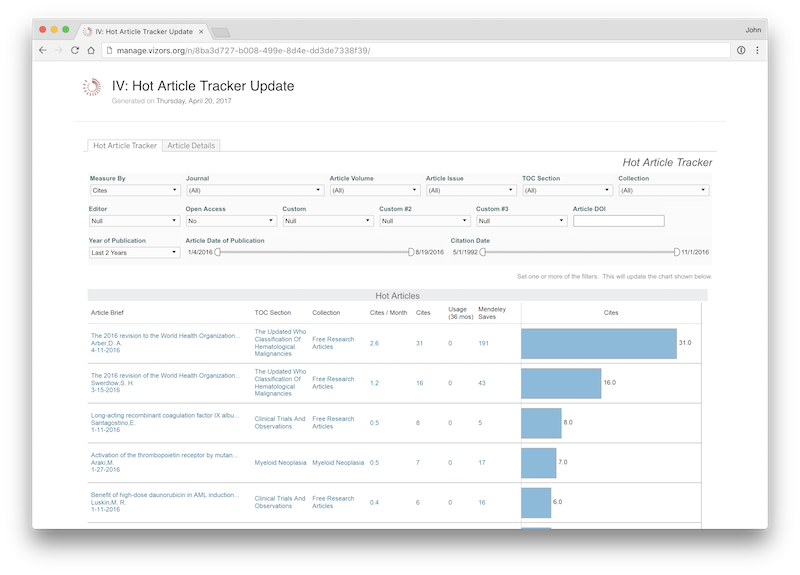 IV: Hot Article Tracker Update
John
manage.vizors.org/n/8ba3d727-b008-499e-8d4e-dd3de7338f39/
IV: Hot Article Tracker Update
Generated on Thursday, April 20, 2017
Hot Article Tracker
Article Details
Hot Article Tracker
Measure By Journal Article Volume Article Issue TOC Section Collection
Cites (All) (All) (All) (All) (All)
Editor Open Access Custom Custom #2 Custom #3 Article DOI
Null No Null Null Null
Year of Publication Article Date of Publication Citation Date
Last 2 Years 1/4/2016 8/19/2016 5/1/1992 11/1/2016
Set one or more of the filters. This will update the chart shown below.
Hot Articles
Article Brief TOC Section Collection Cites / Month Cites Usage (36 mos) Mendeley Saves Cites
The 2016 revision to the World Health Organization...
Arber,D. A.
4-11-2016
The Updated Who
Classification Of
Hematological
Malignancies
Free Research
Articles
2.6 31 0 191 31.0
The 2016 revision of the World Health Organization...
Swerdlow,S. H.
3-15-2016
The Updated Who
Classification Of
Hematological
Malignancies
Free Research
Articles
1.2 16 0 43 16.0
Long-acting recombinant coagulation factor IX albu...
Santagostino,E.
1-11-2016
Clinical Trials And
Observations
Free Research
Articles
0.5 8 0 5 8.0
Activation of the thrombopoietin receptor by mutan...
Araki,M.
1-27-2016
Myeloid Neoplasia
Myeloid Neoplasia
0.5 7 0 17 7.0
Benefit of high-dose daunorubicin in AML induction...
Luskin,M. R.
1-11-2016
Clinical Trials And
Observations
Free Research
Articles
0.4 6 0 16 6.0